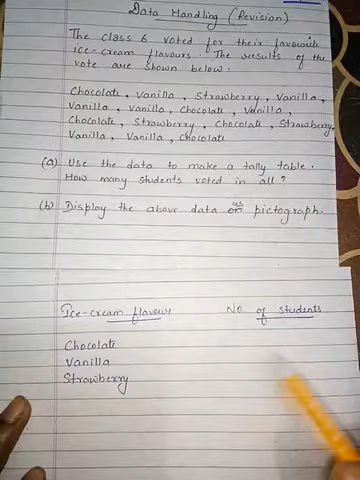 Data Handling (Revision)
The class 6 voted for their favourite
ice-cream flavours. The results of the
vote are shown below.
Chocolate, Vanilla, Strawberry, Vanilla,
Vanilla, Vanilla, Chocolate, Vanilla,
Chocolate, Strawberry, Chocolate, Strawberry,
Vanilla, Vanilla, Chocolate
(a) Use the data to make a tally table.
How many students voted in all?
(b) Display the above data as pictograph.
Ice-cream flavour No. of students
Chocolate
Vanilla
Strawberry